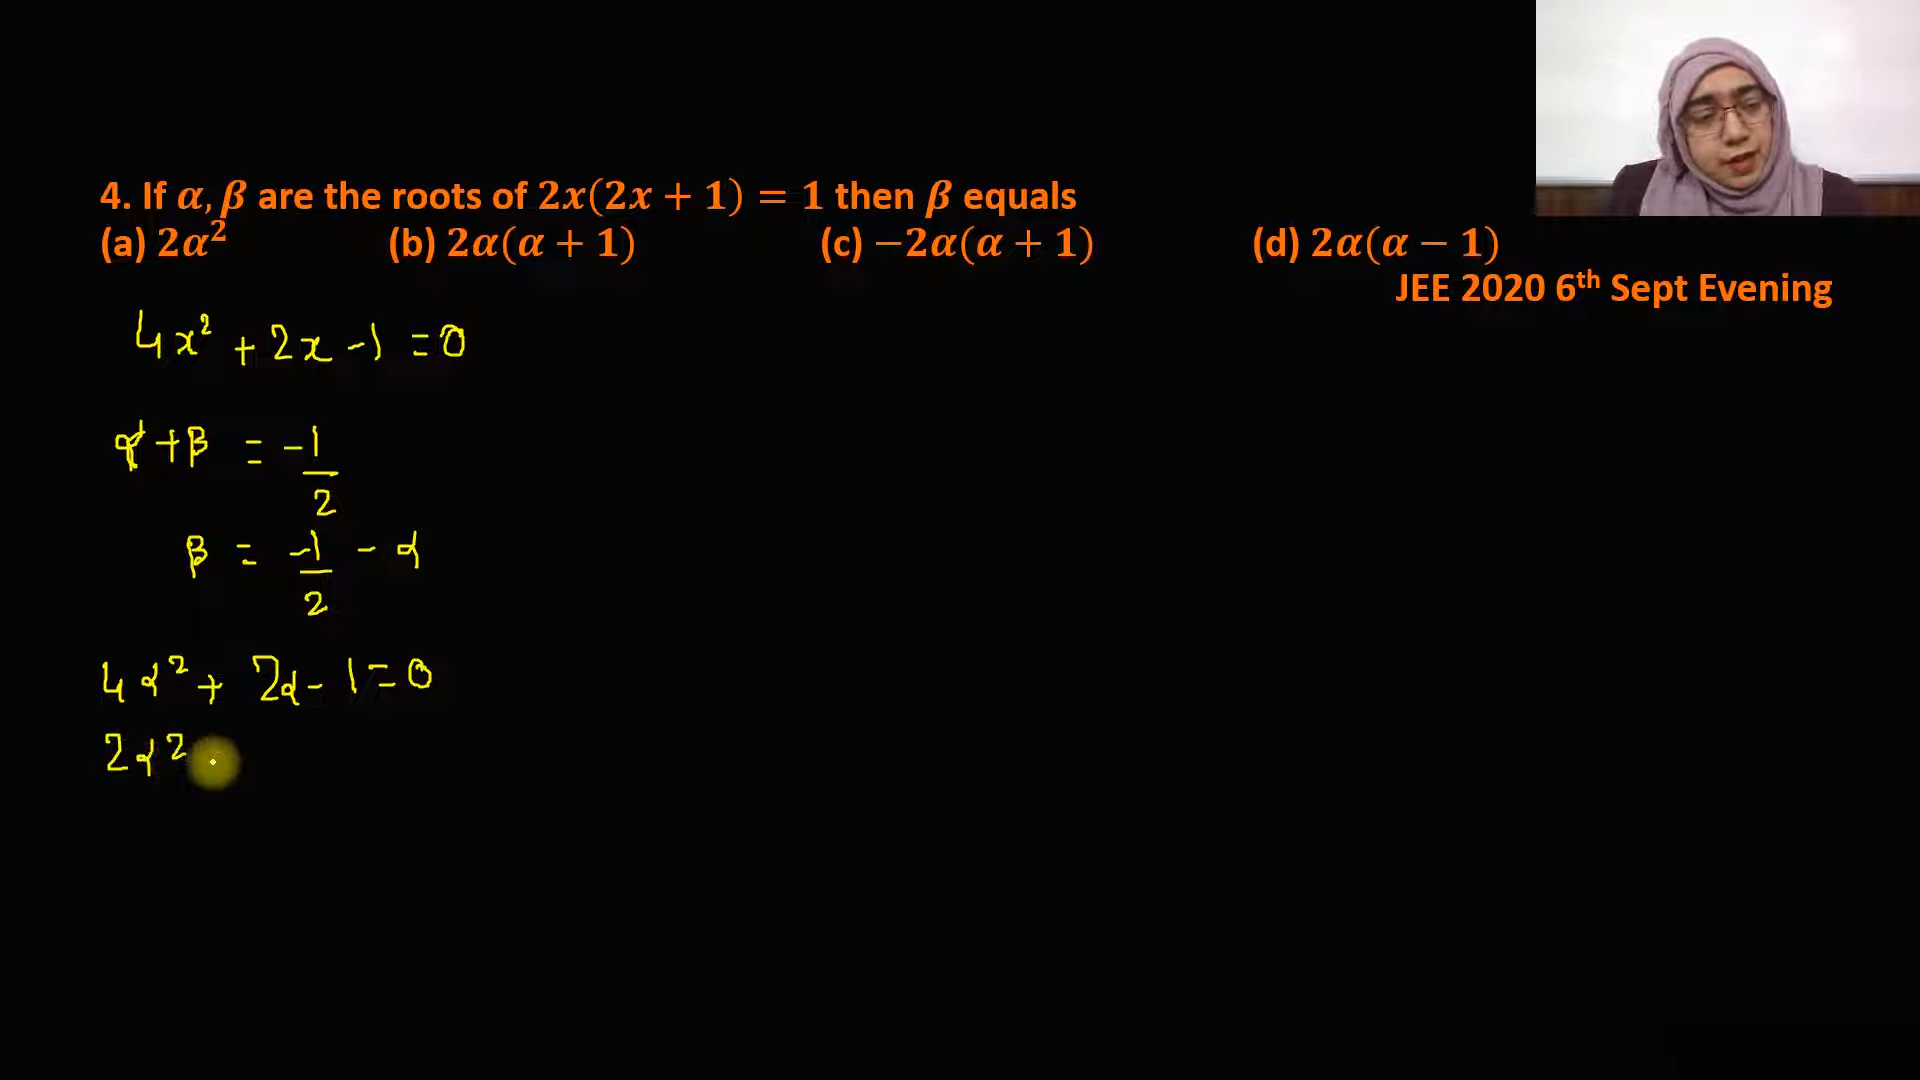 4. If α, β are the roots of 2x(2x + 1) = 1 then β equals
(a) 2α² (b) 2α(α + 1) (c) −2α(α + 1) (d) 2α(α − 1)
JEE 2020 6th Sept Evening
4x² + 2x - 1 = 0
α + β = -1/2
β = -1/2 - α
4α² + 2α - 1 = 0
2α²